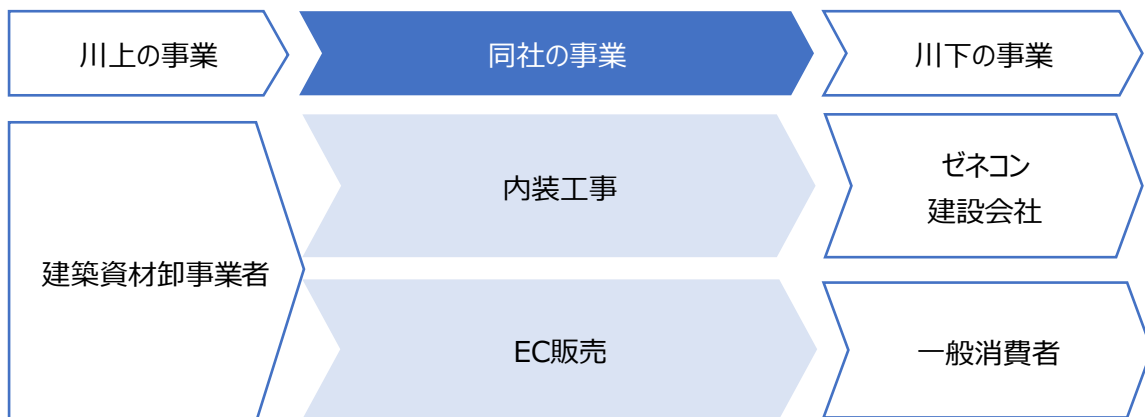 川上の事業
同社の事業
川下の事業
建築資材卸事業者
内装工事
ゼネコン
建設会社
EC販売
一般消費者